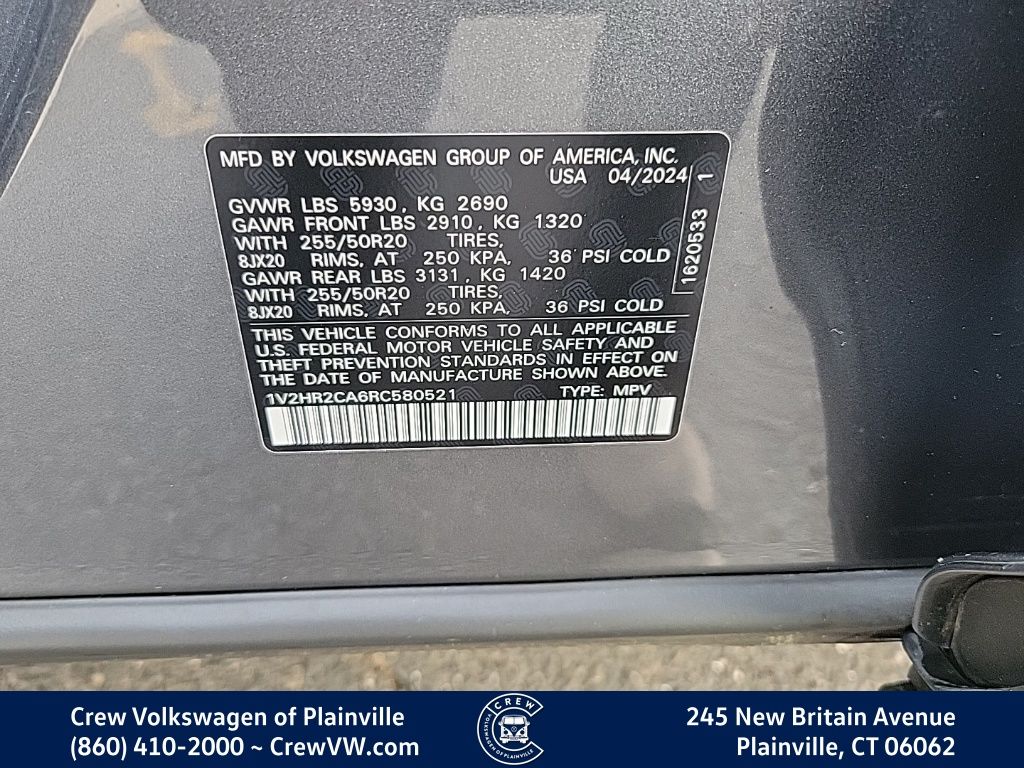 MFD BY VOLKSWAGEN GROUP OF AMERICA, INC.
USA 04/2024
GVWR LBS 5930, KG 2690
GAWR FRONT LBS 2910, KG 1320
WITH 255/50R20 TIRES,
8JX20 RIMS, AT 250 KPA, 36 PSI COLD
GAWR REAR LBS 3131, KG 1420
WITH 255/50R20 TIRES,
8JX20 RIMS, AT 250 KPA, 36 PSI COLD
1620533 1
THIS VEHICLE CONFORMS TO ALL APPLICABLE
U.S. FEDERAL MOTOR VEHICLE SAFETY AND
THEFT PREVENTION STANDARDS IN EFFECT ON
THE DATE OF MANUFACTURE SHOWN ABOVE.
1V2HR2CA6RC580521 TYPE: MPV
Crew Volkswagen of Plainville
(860) 410-2000 ~ CrewVW.com
CREW
VOLKSWAGEN OF PLAINVILLE
245 New Britain Avenue
Plainville, CT 06062